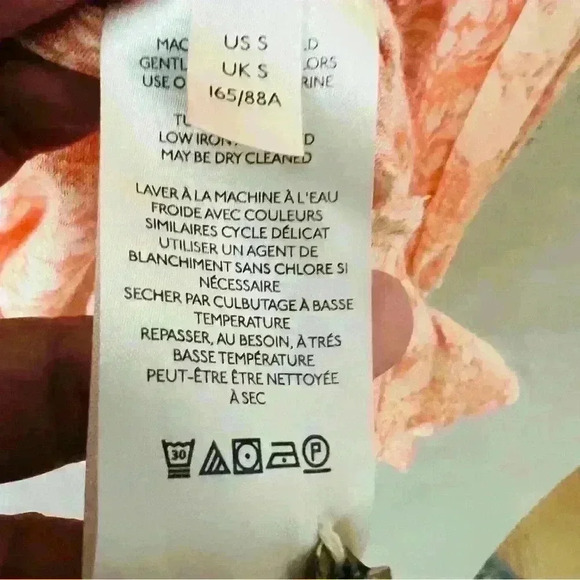 US S
UK S
165/88A
LOW IRON
MAY BE DRY CLEANED
LAVER À LA MACHINE À L'EAU
FROIDE AVEC COULEURS
SIMILAIRES CYCLE DÉLICAT
UTILISER UN AGENT DE
BLANCHIMENT SANS CHLORE SI
NÉCESSAIRE
SECHER PAR CULBUTAGE À BASSE
TEMPERATURE
REPASSER, AU BESOIN, À TRÉS
BASSE TEMPÉRATURE
PEUT-ÊTRE ÊTRE NETTOYÉE
À SEC
30 P